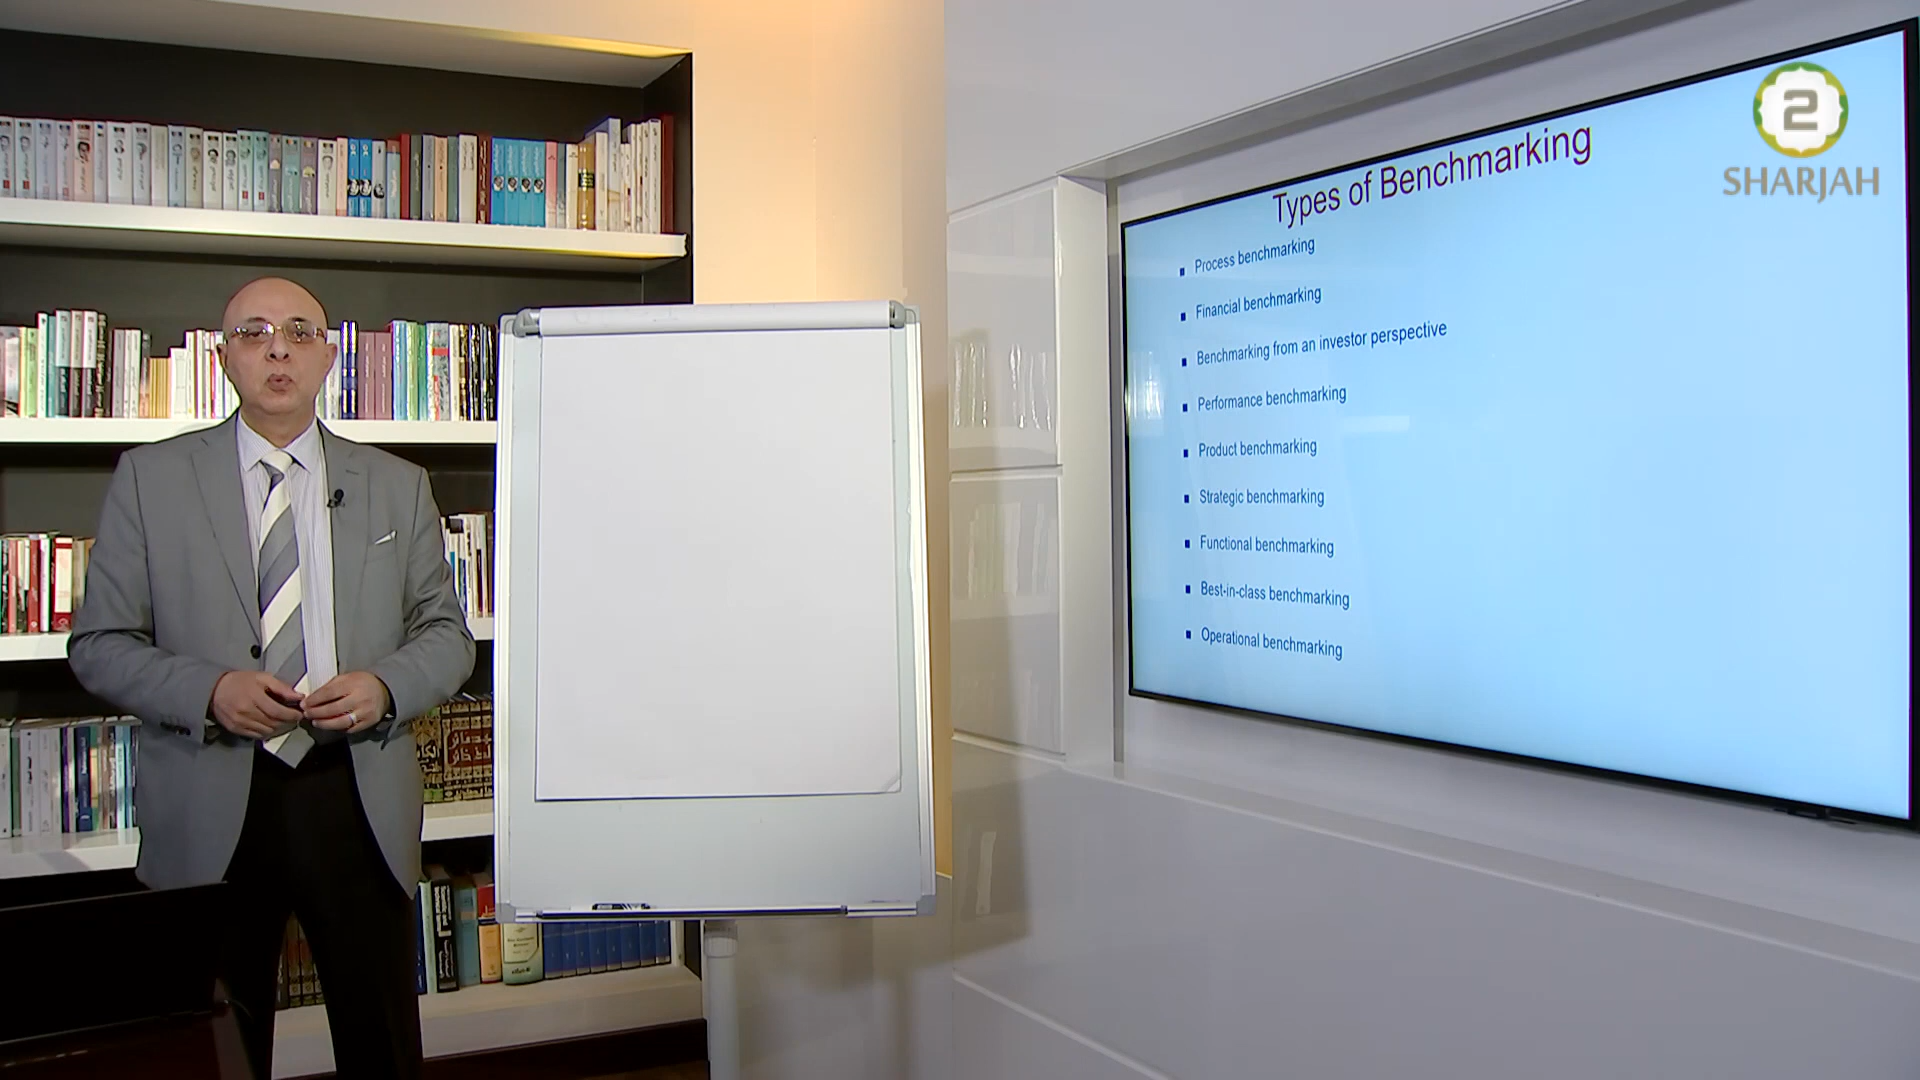 2
SHARJAH
Types of Benchmarking
Process benchmarking
Financial benchmarking
Benchmarking from an investor perspective
Performance benchmarking
Product benchmarking
Strategic benchmarking
Functional benchmarking
Best-in-class benchmarking
Operational benchmarking